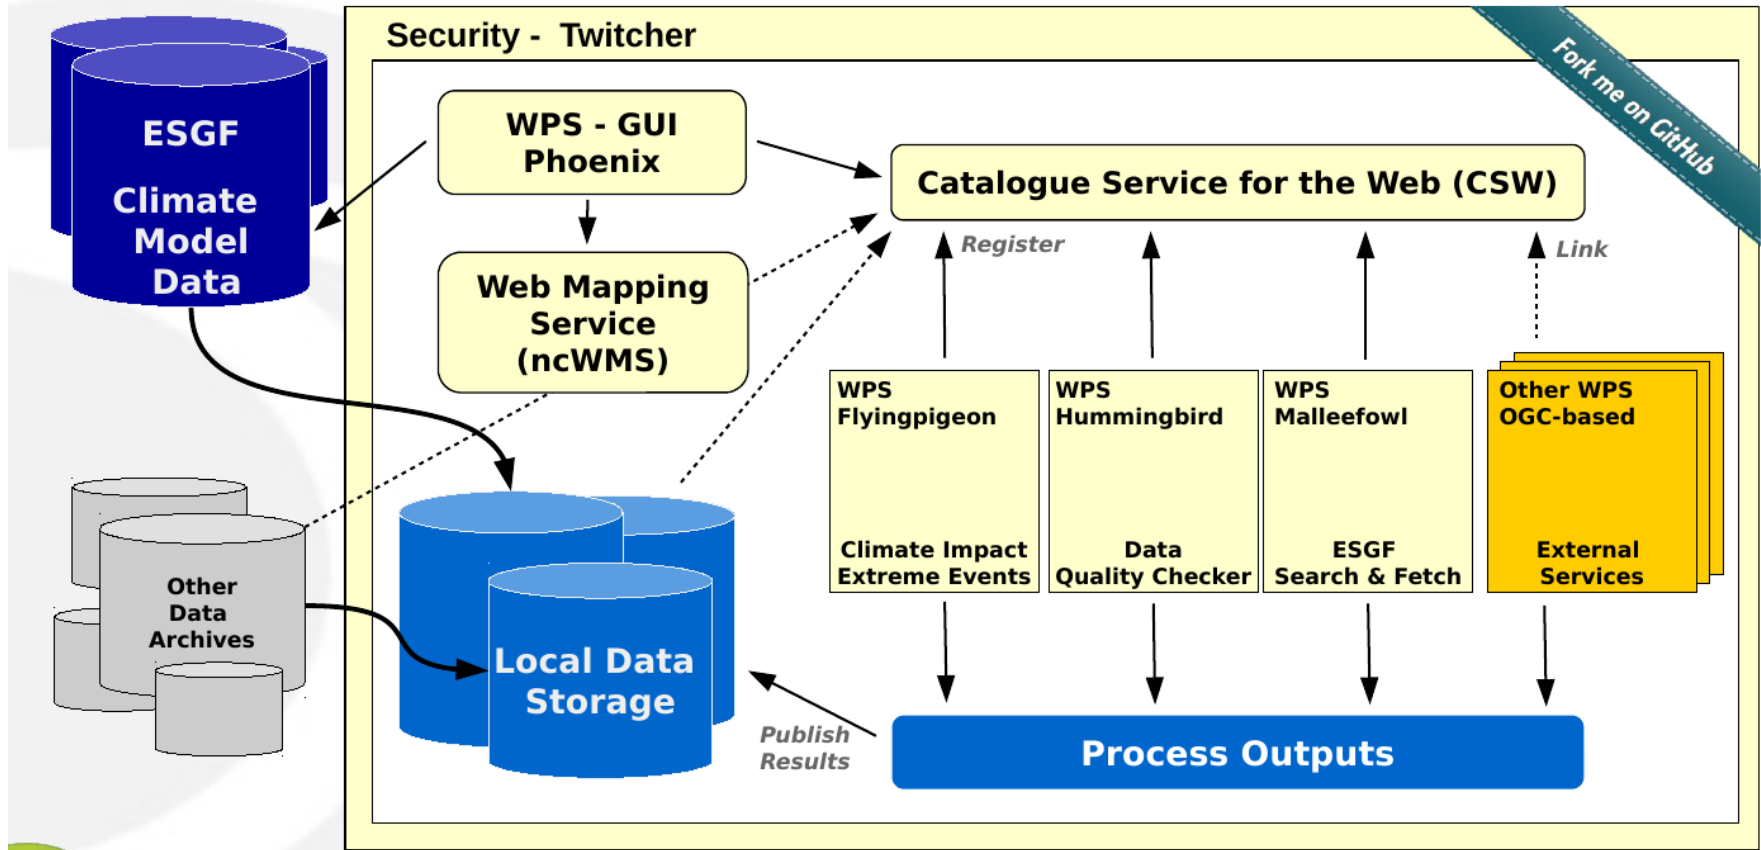 Security -  Twitcher
Fork me on GitHub
ESGF
Climate
Model
Data
WPS - GUI
Phoenix
Catalogue Service for the Web (CSW)
Register
Link
Web Mapping
Service
(ncWMS)
WPS
Flyingpigeon
Climate Impact
Extreme Events
WPS
Hummingbird
Data
Quality Checker
WPS
Malleefowl
ESGF
Search & Fetch
Other WPS
OGC-based
External
Services
Other
Data
Archives
Local Data
Storage
Publish
Results
Process Outputs